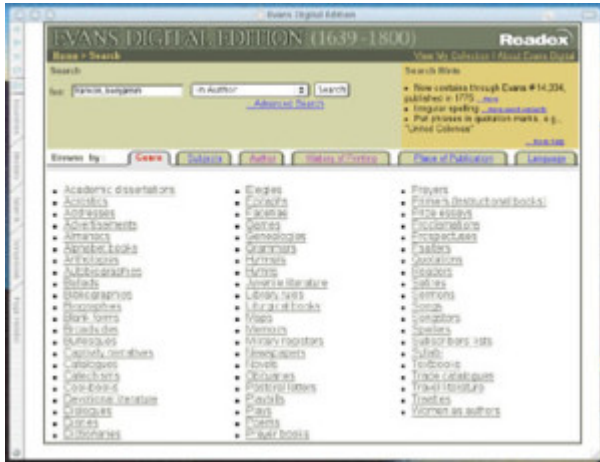 Evans Digital Edition
EVANS DIGITAL EDITION (1639-1800)
Readex
Home > Search
View My Collection | About Evans Digital
Search
for: franklin, benjamin
in Author
Search
Advanced Search
Search Hints
Now contains through Evans #14,234,
published in 1775
Irregular spelling
Put phrases in quotation marks, e.g.,
"United Colonies"
Browse by:
Genre
Subjects
Author
History of Printing
Place of Publication
Language
Academic dissertations
Acrostics
Addresses
Advertisements
Almanacs
Alphabet books
Anthologies
Autobiographies
Ballads
Bibliographies
Biographies
Blank forms
Broadsides
Burlesques
Captivity narratives
Catalogues
Catechisms
Cookbooks
Devotional literature
Dialogues
Diaries
Dictionaries
Elegies
Epitaphs
Facetiae
Games
Genealogies
Grammars
Hymnals
Hymns
Juvenile literature
Library rules
Liturgical books
Maps
Memoirs
Military registers
Newspapers
Novels
Obituaries
Pastoral letters
Playbills
Plays
Poems
Prayer books
Prayers
Primers (Instructional books)
Prize essays
Proclamations
Prospectuses
Psalters
Quotations
Readers
Satires
Sermons
Songs
Songsters
Spellers
Subscribers' lists
Syllabi
Textbooks
Trade catalogues
Travel literature
Treaties
Women as authors